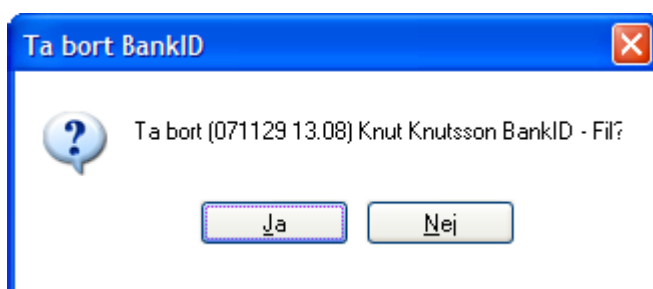 Ta bort BankID
Ta bort (071129 13.08) Knut Knutsson BankID - Fil?
Ja
Nej